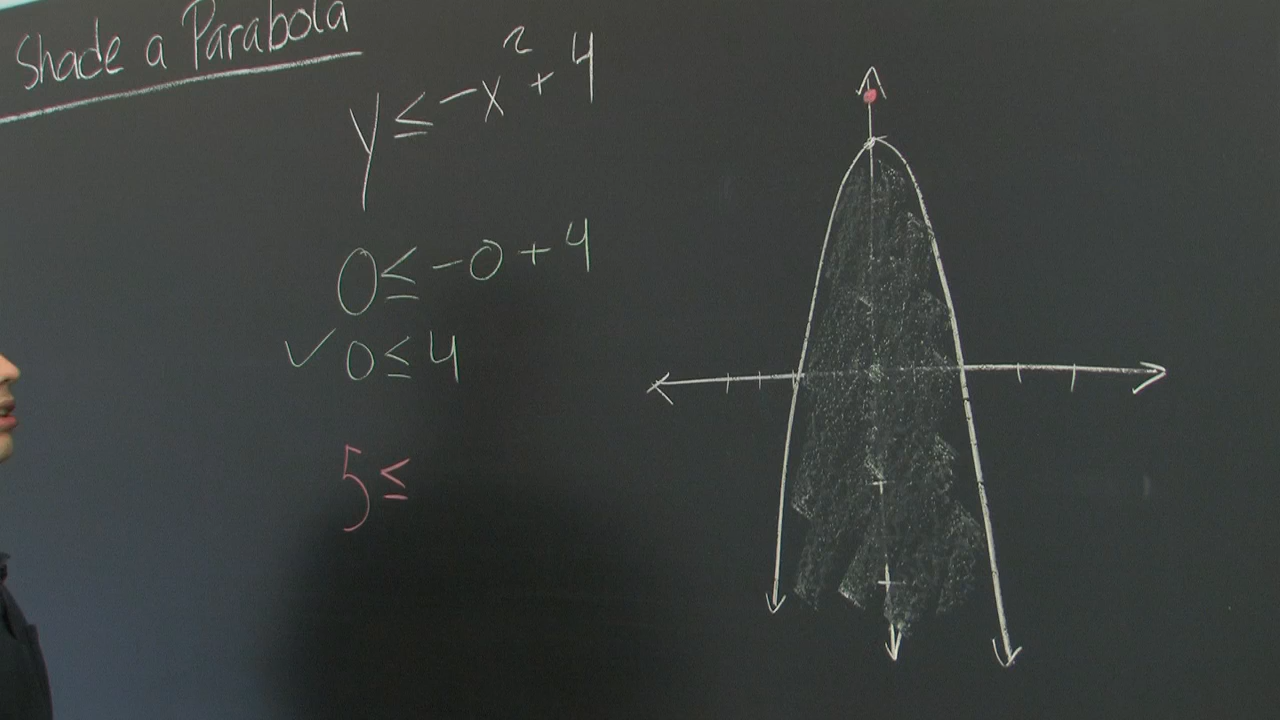 Shade a Parabola
y ≤ -x² + 4
0 ≤ -0 + 4
✓ 0 ≤ 4
5 ≤